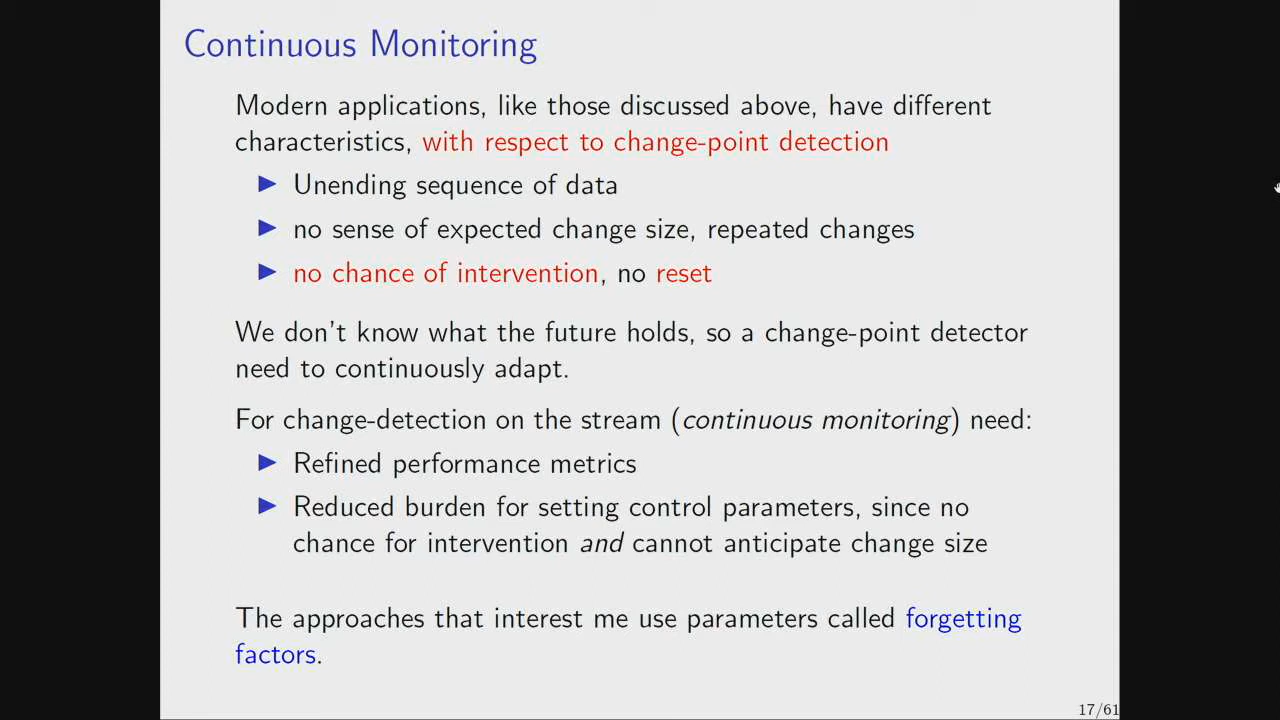 Continuous Monitoring
Modern applications, like those discussed above, have different
characteristics, with respect to change-point detection
Unending sequence of data
no sense of expected change size, repeated changes
no chance of intervention, no reset
We don't know what the future holds, so a change-point detector
need to continuously adapt.
For change-detection on the stream (continuous monitoring) need:
Refined performance metrics
Reduced burden for setting control parameters, since no
chance for intervention and cannot anticipate change size
The approaches that interest me use parameters called forgetting
factors.
17/61